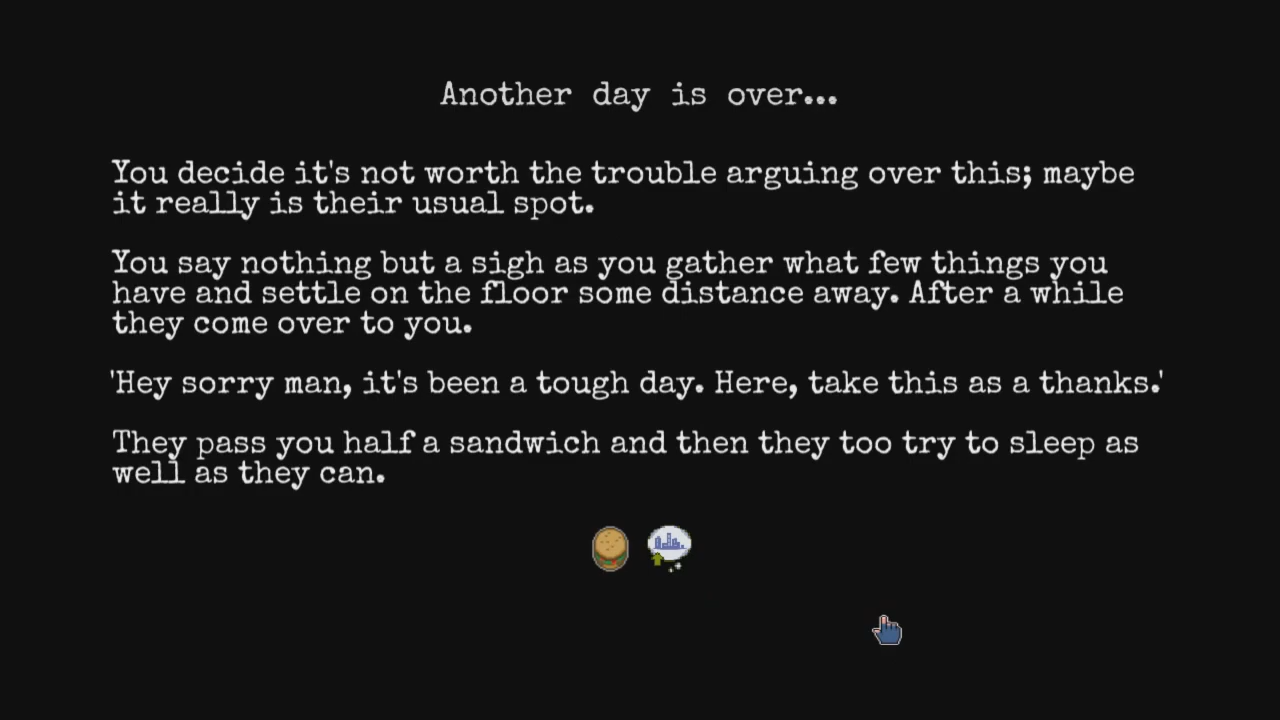 Another day is over...
You decide it's not worth the trouble arguing over this; maybe
it really is their usual spot.
You say nothing but a sigh as you gather what few things you
have and settle on the floor some distance away. After a while
they come over to you.
'Hey sorry man, it's been a tough day. Here, take this as a thanks.'
They pass you half a sandwich and then they too try to sleep as
well as they can.